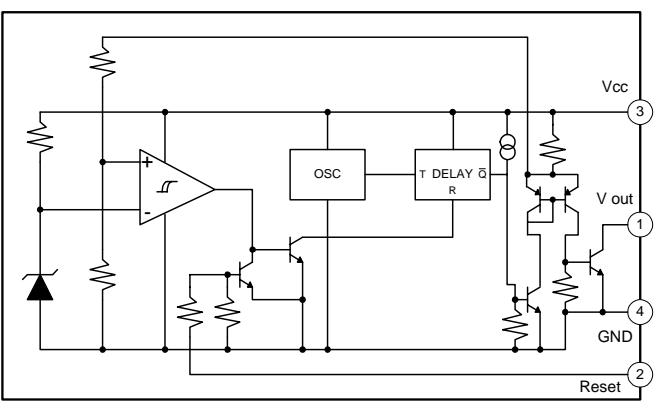 Vcc
3
+
OSC
T DELAY Q̅
R
V out
1
-
4
GND
2
Reset